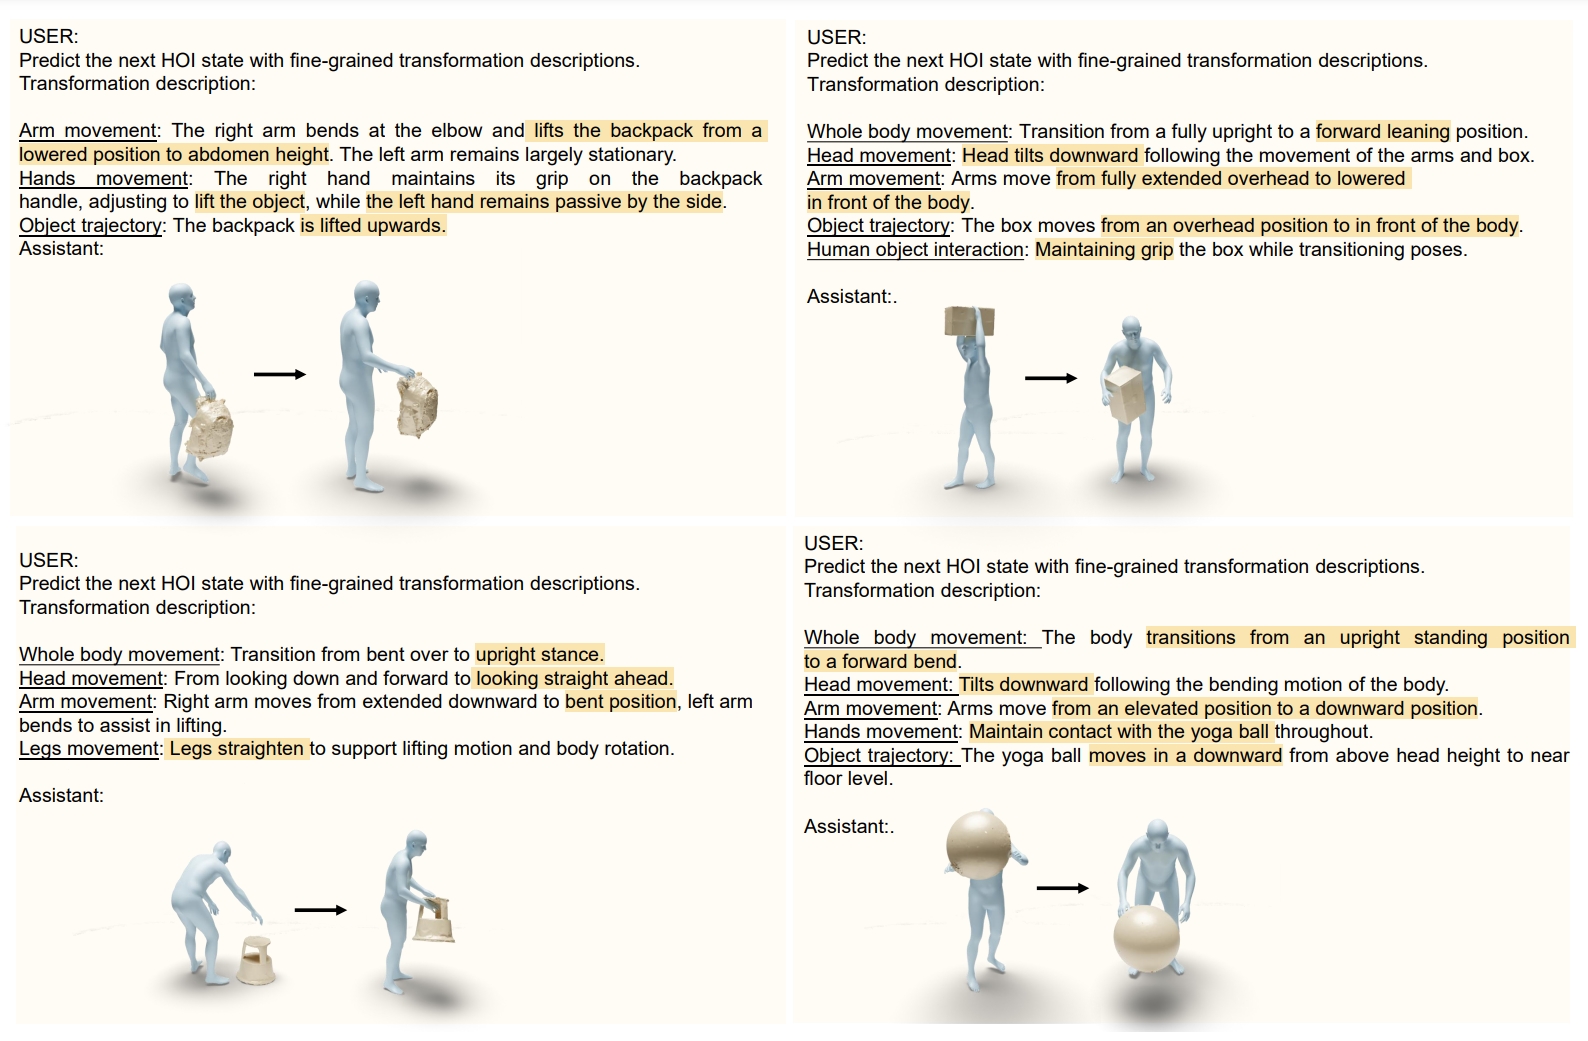 USER:
Predict the next HOI state with fine-grained transformation descriptions.
Transformation description:
Arm movement: The right arm bends at the elbow and lifts the backpack from a
lowered position to abdomen height. The left arm remains largely stationary.
Hands movement: The right hand maintains its grip on the backpack
handle, adjusting to lift the object, while the left hand remains passive by the side.
Object trajectory: The backpack is lifted upwards.
Assistant:
USER:
Predict the next HOI state with fine-grained transformation descriptions.
Transformation description:
Whole body movement: Transition from a fully upright to a forward leaning position.
Head movement: Head tilts downward following the movement of the arms and box.
Arm movement: Arms move from fully extended overhead to lowered
in front of the body.
Object trajectory: The box moves from an overhead position to in front of the body.
Human object interaction: Maintaining grip the box while transitioning poses.
Assistant:.
USER:
Predict the next HOI state with fine-grained transformation descriptions.
Transformation description:
Whole body movement: Transition from bent over to upright stance.
Head movement: From looking down and forward to looking straight ahead.
Arm movement: Right arm moves from extended downward to bent position, left arm
bends to assist in lifting.
Legs movement: Legs straighten to support lifting motion and body rotation.
Assistant:
USER:
Predict the next HOI state with fine-grained transformation descriptions.
Transformation description:
Whole body movement: The body transitions from an upright standing position
to a forward bend.
Head movement: Tilts downward following the bending motion of the body.
Arm movement: Arms move from an elevated position to a downward position.
Hands movement: Maintain contact with the yoga ball throughout.
Object trajectory: The yoga ball moves in a downward from above head height to near
floor level.
Assistant:.